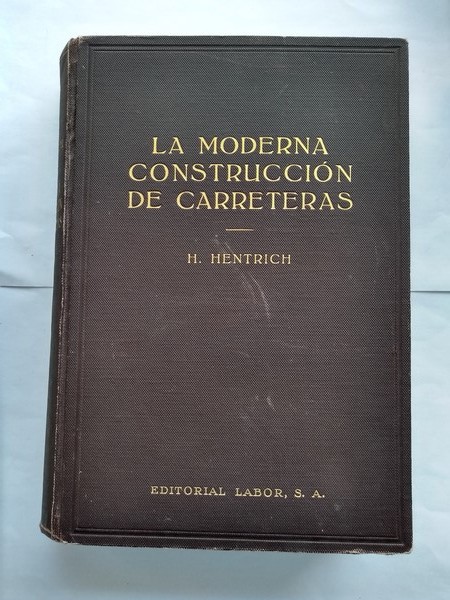 LA MODERNA
CONSTRUCCIÓN
DE CARRETERAS
H. HENTRICH
EDITORIAL LABOR, S. A.